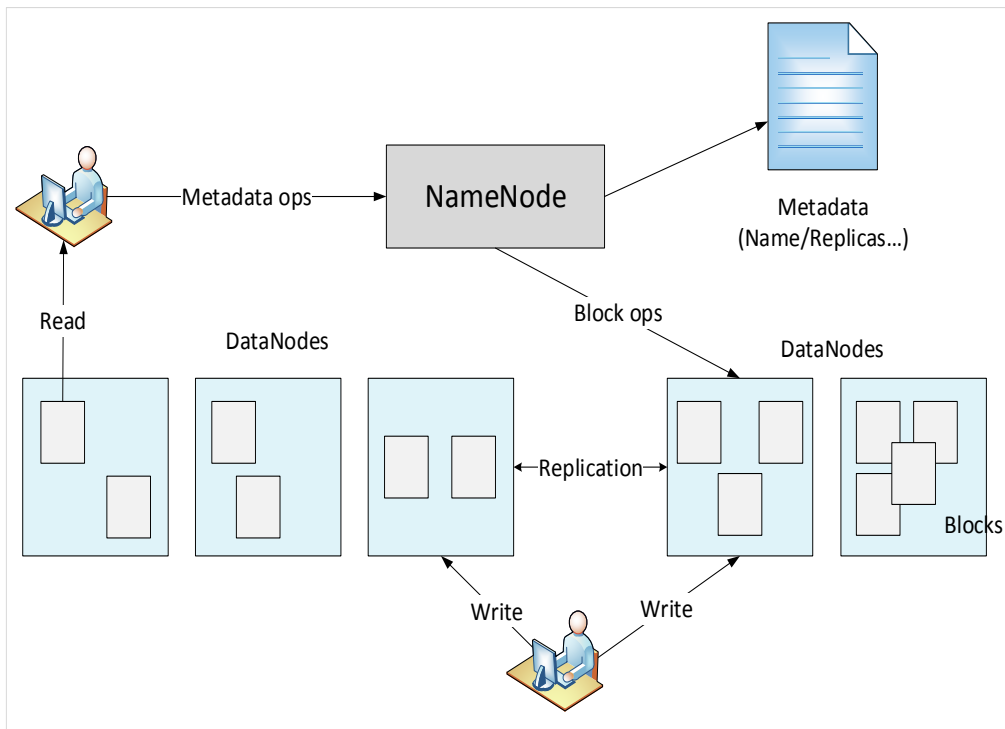 Metadata ops
NameNode
Metadata
(Name/Replicas…)
Read
Block ops
DataNodes
DataNodes
Replication
Blocks
Write
Write